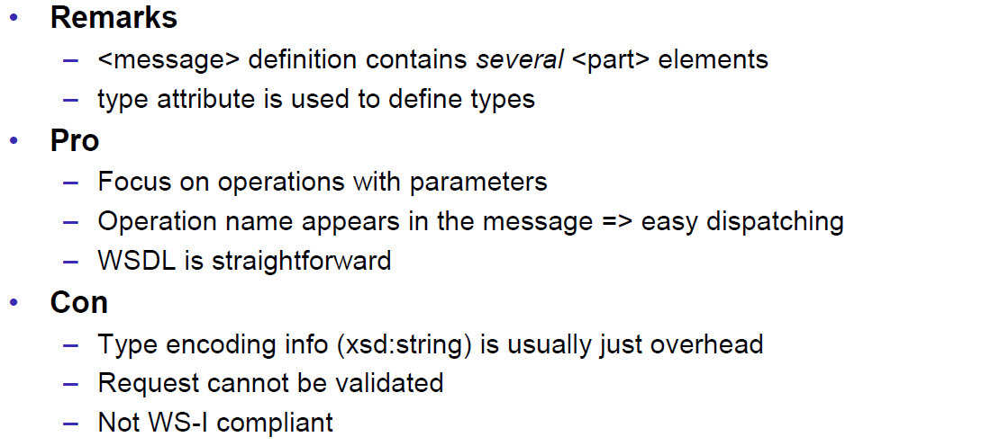 • Remarks
– <message> definition contains several <part> elements
– type attribute is used to define types
• Pro
– Focus on operations with parameters
– Operation name appears in the message => easy dispatching
– WSDL is straightforward
• Con
– Type encoding info (xsd:string) is usually just overhead
– Request cannot be validated
– Not WS-I compliant